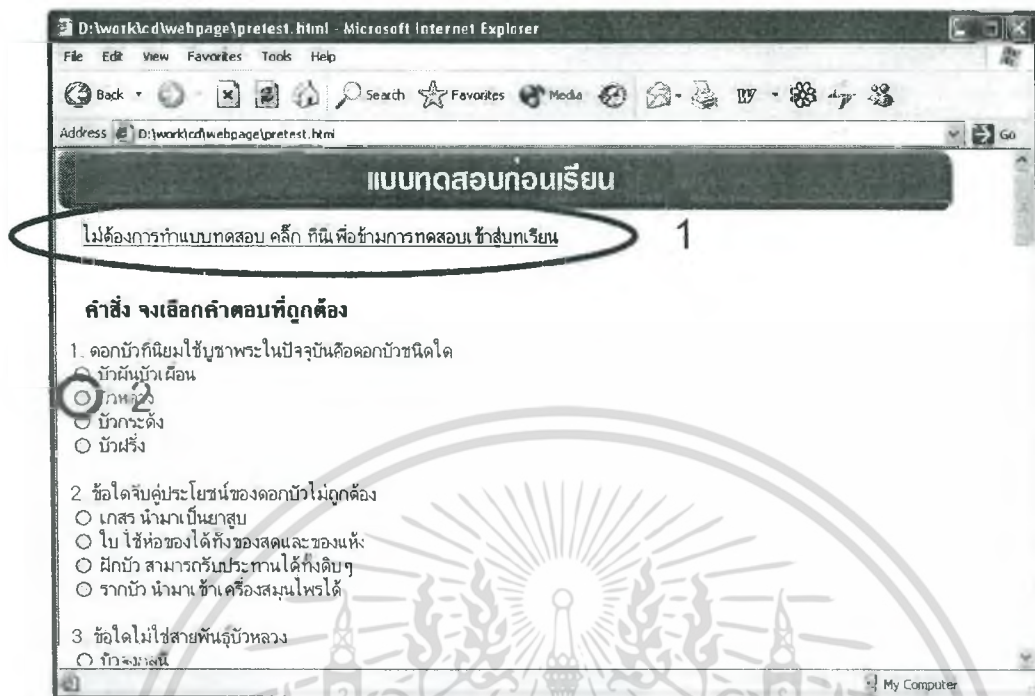 D:\work\cd\webpage\pretest.html - Microsoft Internet Explorer
File Edit View Favorites Tools Help
Back Search Favorites Media
Address D:\work\cd\webpage\pretest.html Go
แบบทดสอบก่อนเรียน
ไม่ต้องการทำแบบทดสอบ คลิ๊ก ที่นี่เพื่อข้ามการทดสอบเข้าสู่บทเรียน 1
คำสั่ง จงเลือกคำตอบที่ถูกต้อง
1. ดอกบัวที่นิยมใช้บูชาพระในปัจจุบันคือดอกบัวชนิดใด
บัวผันบัวเผื่อน
บัวหลวง 2
บัวกระด้ง
บัวฝรั่ง
2. ข้อใดจับคู่ประโยชน์ของดอกบัวไม่ถูกต้อง
เกสร นำมาเป็นยาสูบ
ใบ ใช้ห่อของได้ทั้งของสดและของแห้ง
ฝักบัว สามารถรับประทานได้ทั้งดิบๆ
รากบัว นำมาเข้าเครื่องสมุนไพรได้
3. ข้อใดไม่ใช่สายพันธุ์บัวหลวง
My Computer